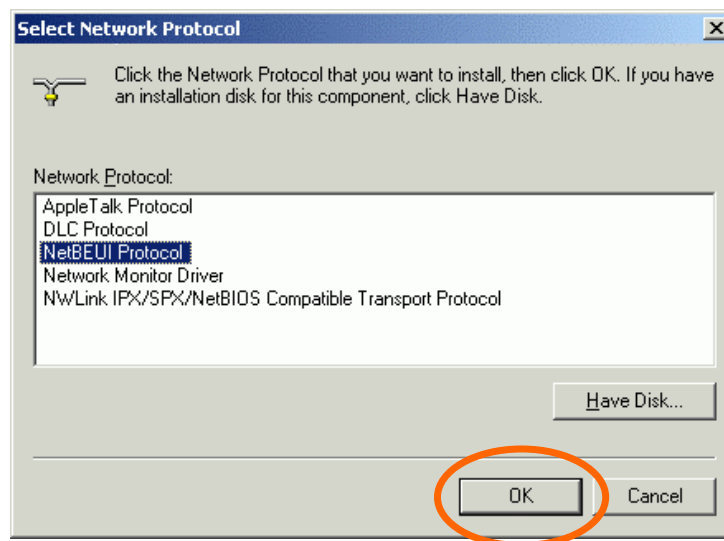 Select Network Protocol
Click the Network Protocol that you want to install, then click OK. If you have
an installation disk for this component, click Have Disk.
Network Protocol:
AppleTalk Protocol
DLC Protocol
NetBEUI Protocol
Network Monitor Driver
NWLink IPX/SPX/NetBIOS Compatible Transport Protocol
Have Disk...
OK Cancel